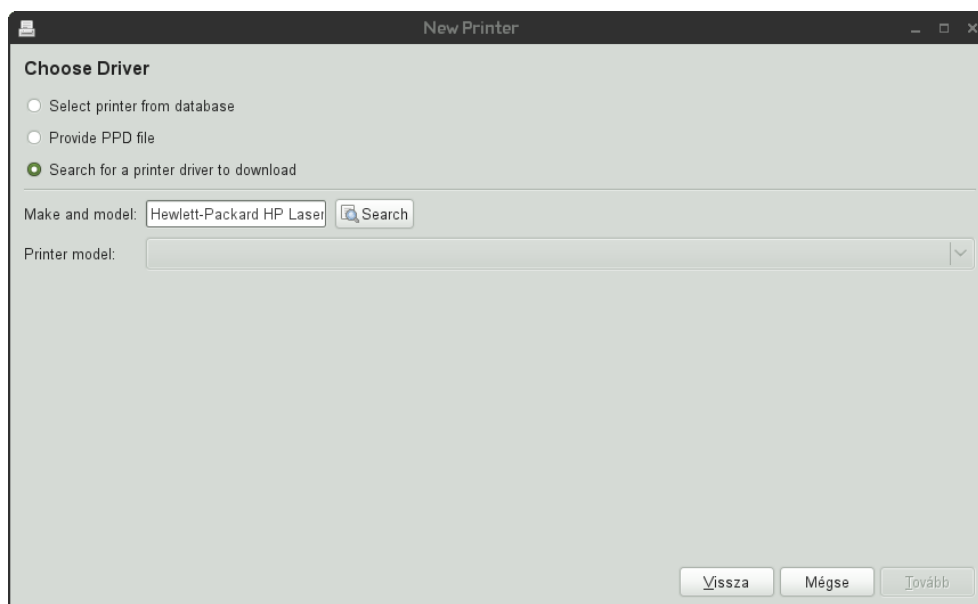 New Printer
Choose Driver
Select printer from database
Provide PPD file
Search for a printer driver to download
Make and model: Hewlett-Packard HP Laser Search
Printer model:
Vissza Mégse Tovább